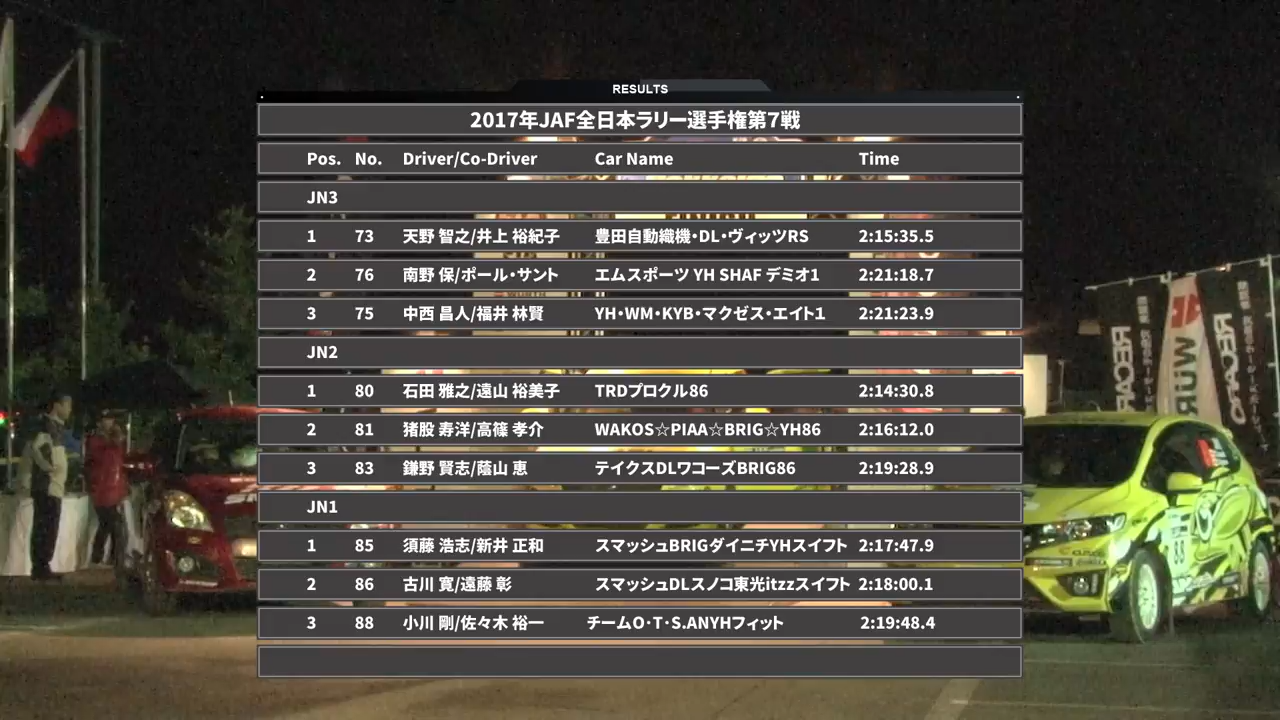 RESULTS
2017年JAF全日本ラリー選手権第7戦
Pos. No. Driver/Co-Driver Car Name Time
JN3
1 73 天野 智之/井上 裕紀子 豊田自動織機・DL・ヴィッツRS 2:15:35.5
2 76 南野 保/ポール・サント エムスポーツ YH SHAF デミオ1 2:21:18.7
3 75 中西 昌人/福井 林賢 YH・WM・KYB・マクゼス・エイト1 2:21:23.9
JN2
1 80 石田 雅之/遠山 裕美子 TRDプロクル86 2:14:30.8
2 81 猪股 寿洋/高篠 孝介 WAKOS☆PIAA☆BRIG☆YH86 2:16:12.0
3 83 鎌野 賢志/蔭山 恵 テイクスDLワコーズBRIG86 2:19:28.9
JN1
1 85 須藤 浩志/新井 正和 スマッシュBRIGダイニチYHスイフト 2:17:47.9
2 86 古川 寛/遠藤 彰 スマッシュDLスノコ東光itzzスイフト 2:18:00.1
3 88 小川 剛/佐々木 裕一 チームO・T・S.ANYHフィット 2:19:48.4
RECARO
WÜR
RECARO
88